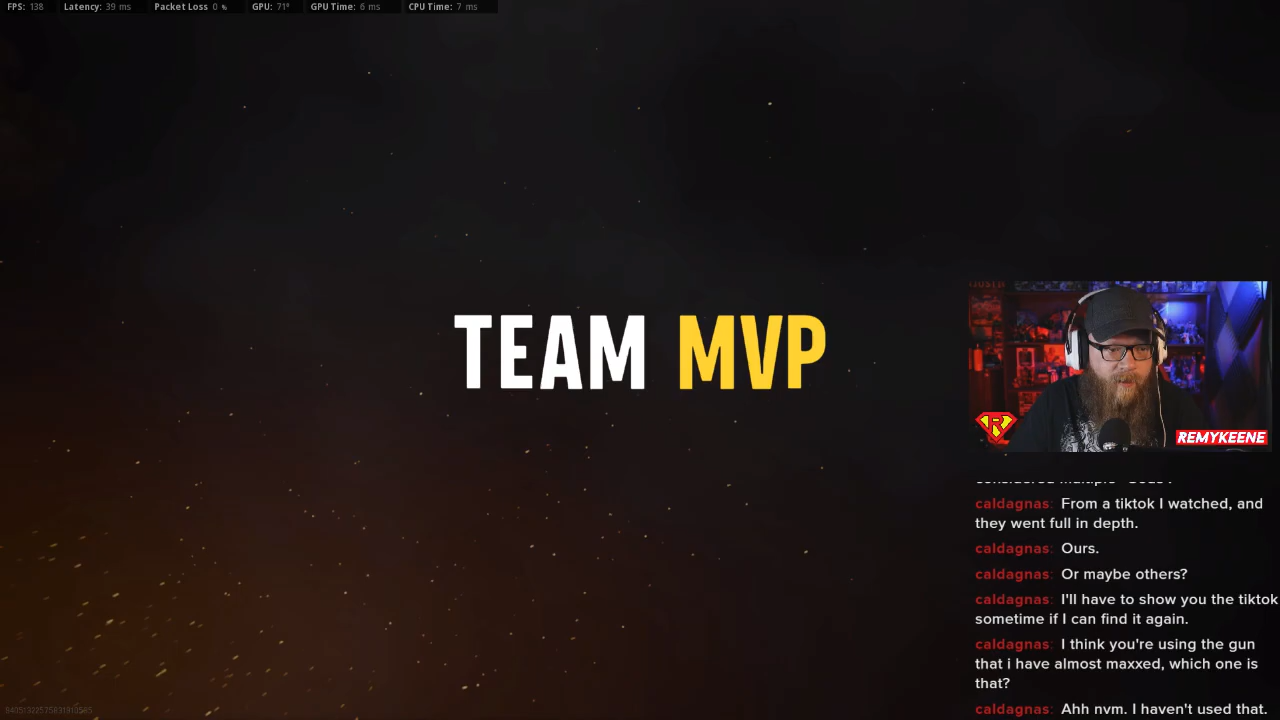 FPS: 138 Latency: 39 ms Packet Loss 0 % GPU: 71° GPU Time: 6 ms CPU Time: 7 ms
TEAM MVP
R
REMYKEENE
caldagnas: From a tiktok I watched, and
they went full in depth.
caldagnas: Ours.
caldagnas: Or maybe others?
caldagnas: I'll have to show you the tiktok
sometime if I can find it again.
caldagnas: I think you're using the gun
that i have almost maxxed, which one is
that?
caldagnas: Ahh nvm. I haven't used that.